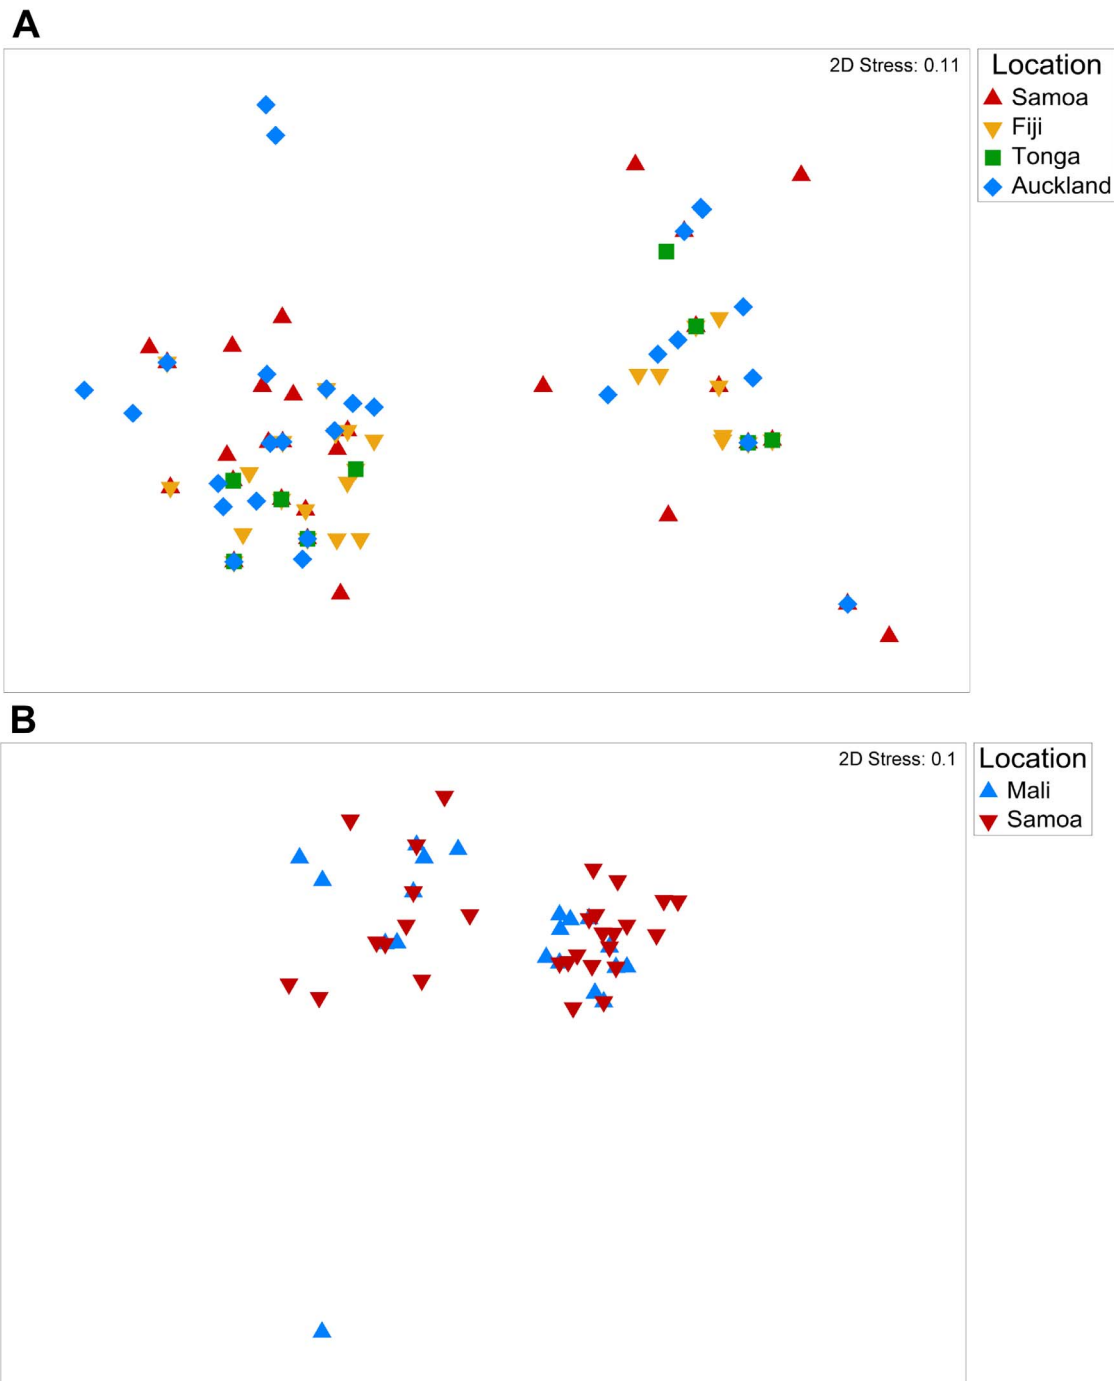 A
2D Stress: 0.11
Location
Samoa
Fiji
Tonga
Auckland
B
2D Stress: 0.1
Location
Mali
Samoa